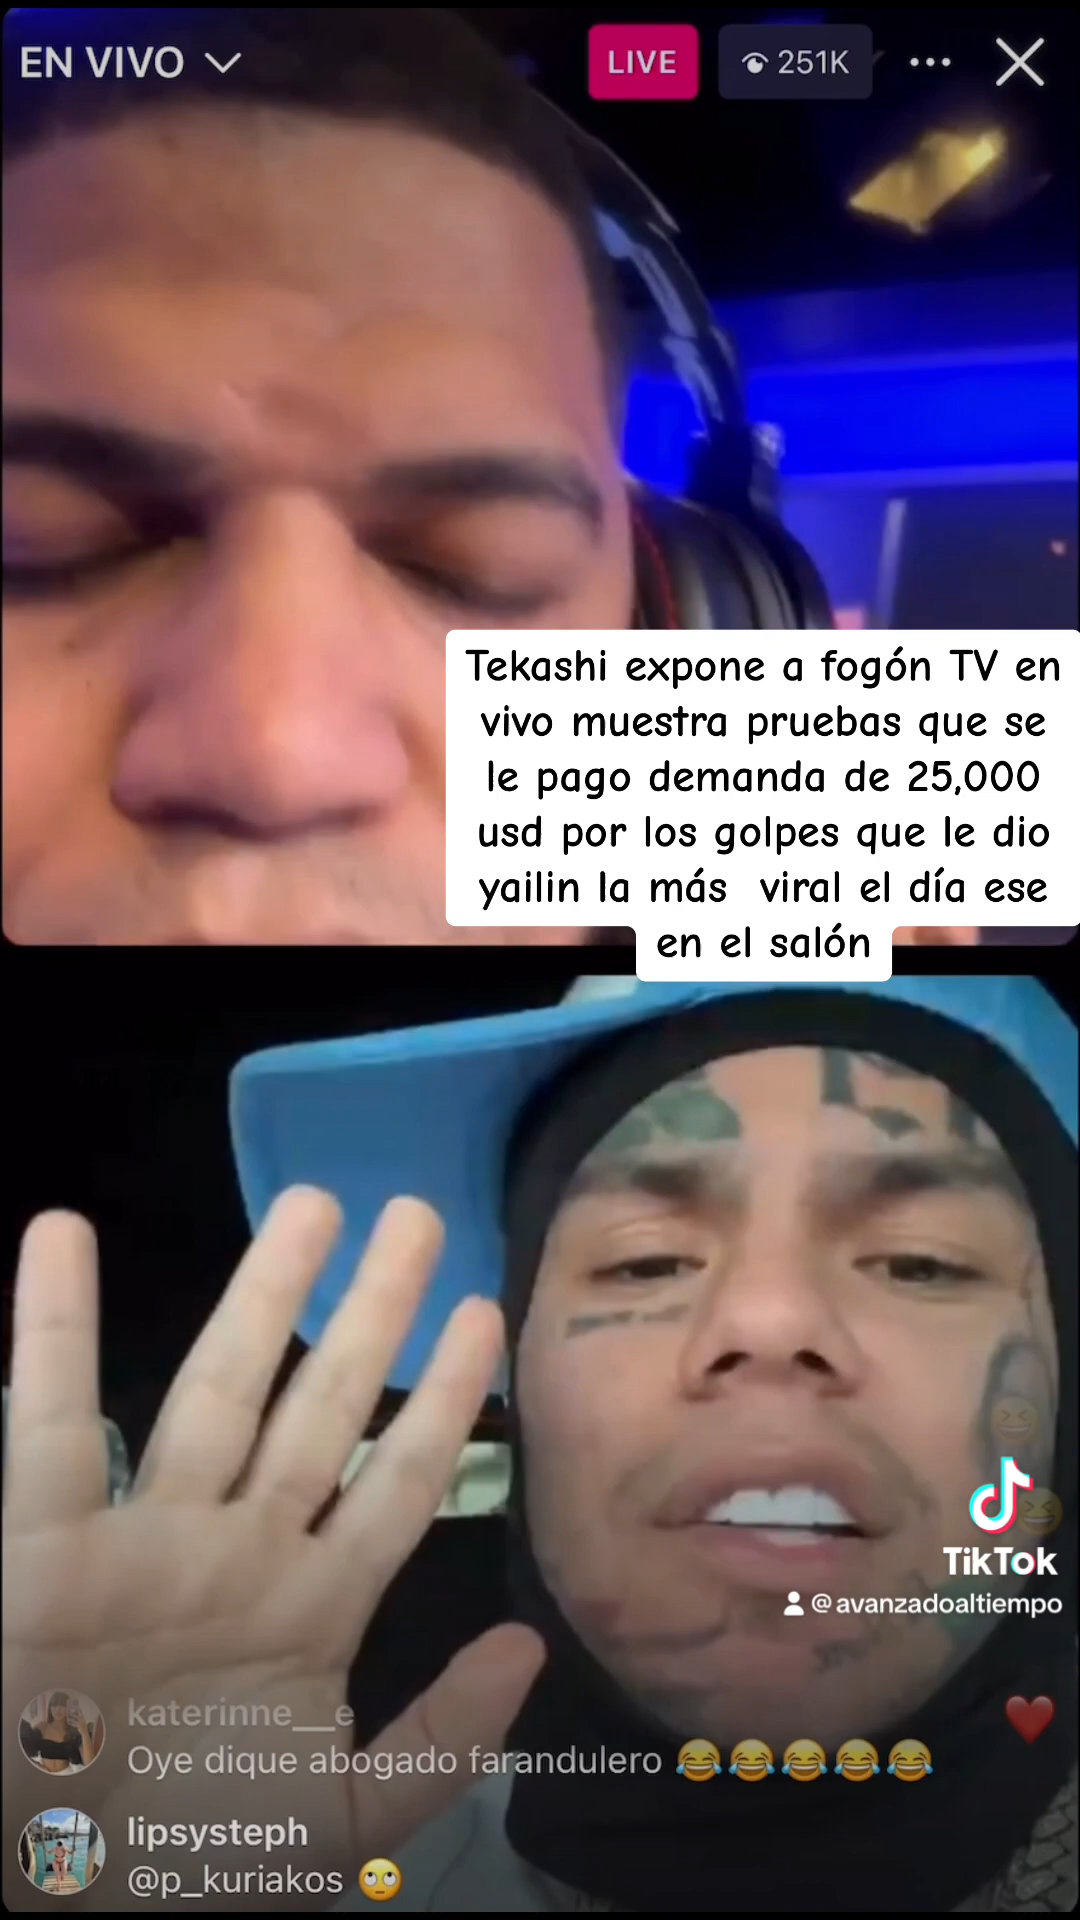 EN VIVO
LIVE
251K
Tekashi expone a fogón TV en
vivo muestra pruebas que se
le pago demanda de 25,000
usd por los golpes que le dio
yailin la más viral el día ese
en el salón
TikTok
@avanzadoaltiempo
katerinne__e
Oye dique abogado farandulero 😂😂😂😂😂
lipsysteph
@p_kuriakos 🙄